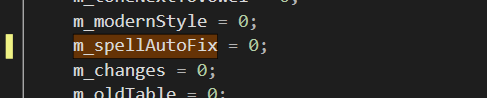 m_modernStyle = 0;
m_spellAutoFix = 0;
m_changes = 0;
m_oldTable = 0;